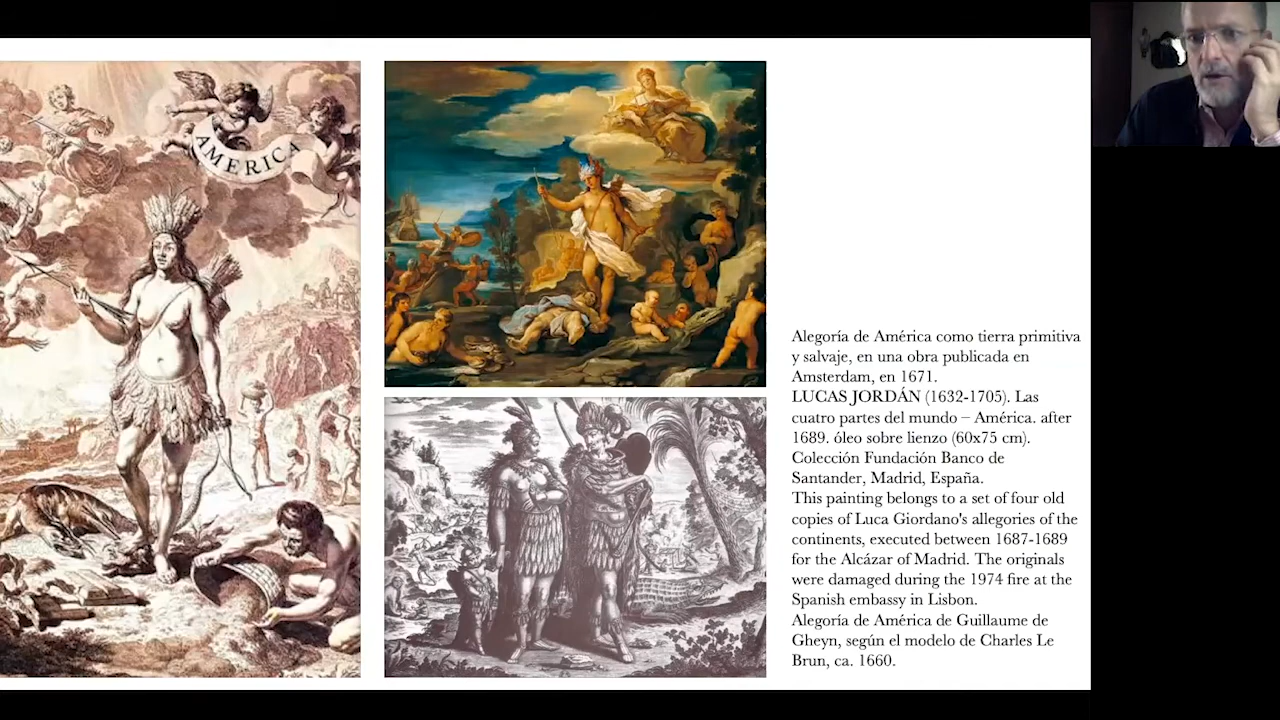 AMERICA
Alegoría de América como tierra primitiva
y salvaje, en una obra publicada en
Amsterdam, en 1671.
LUCAS JORDÁN (1632-1705). Las
cuatro partes del mundo – América. after
1689. óleo sobre lienzo (60x75 cm).
Colección Fundación Banco de
Santander, Madrid, España.
This painting belongs to a set of four old
copies of Luca Giordano's allegories of the
continents, executed between 1687-1689
for the Alcázar of Madrid. The originals
were damaged during the 1974 fire at the
Spanish embassy in Lisbon.
Alegoría de América de Guillaume de
Gheyn, según el modelo de Charles Le
Brun, ca. 1660.